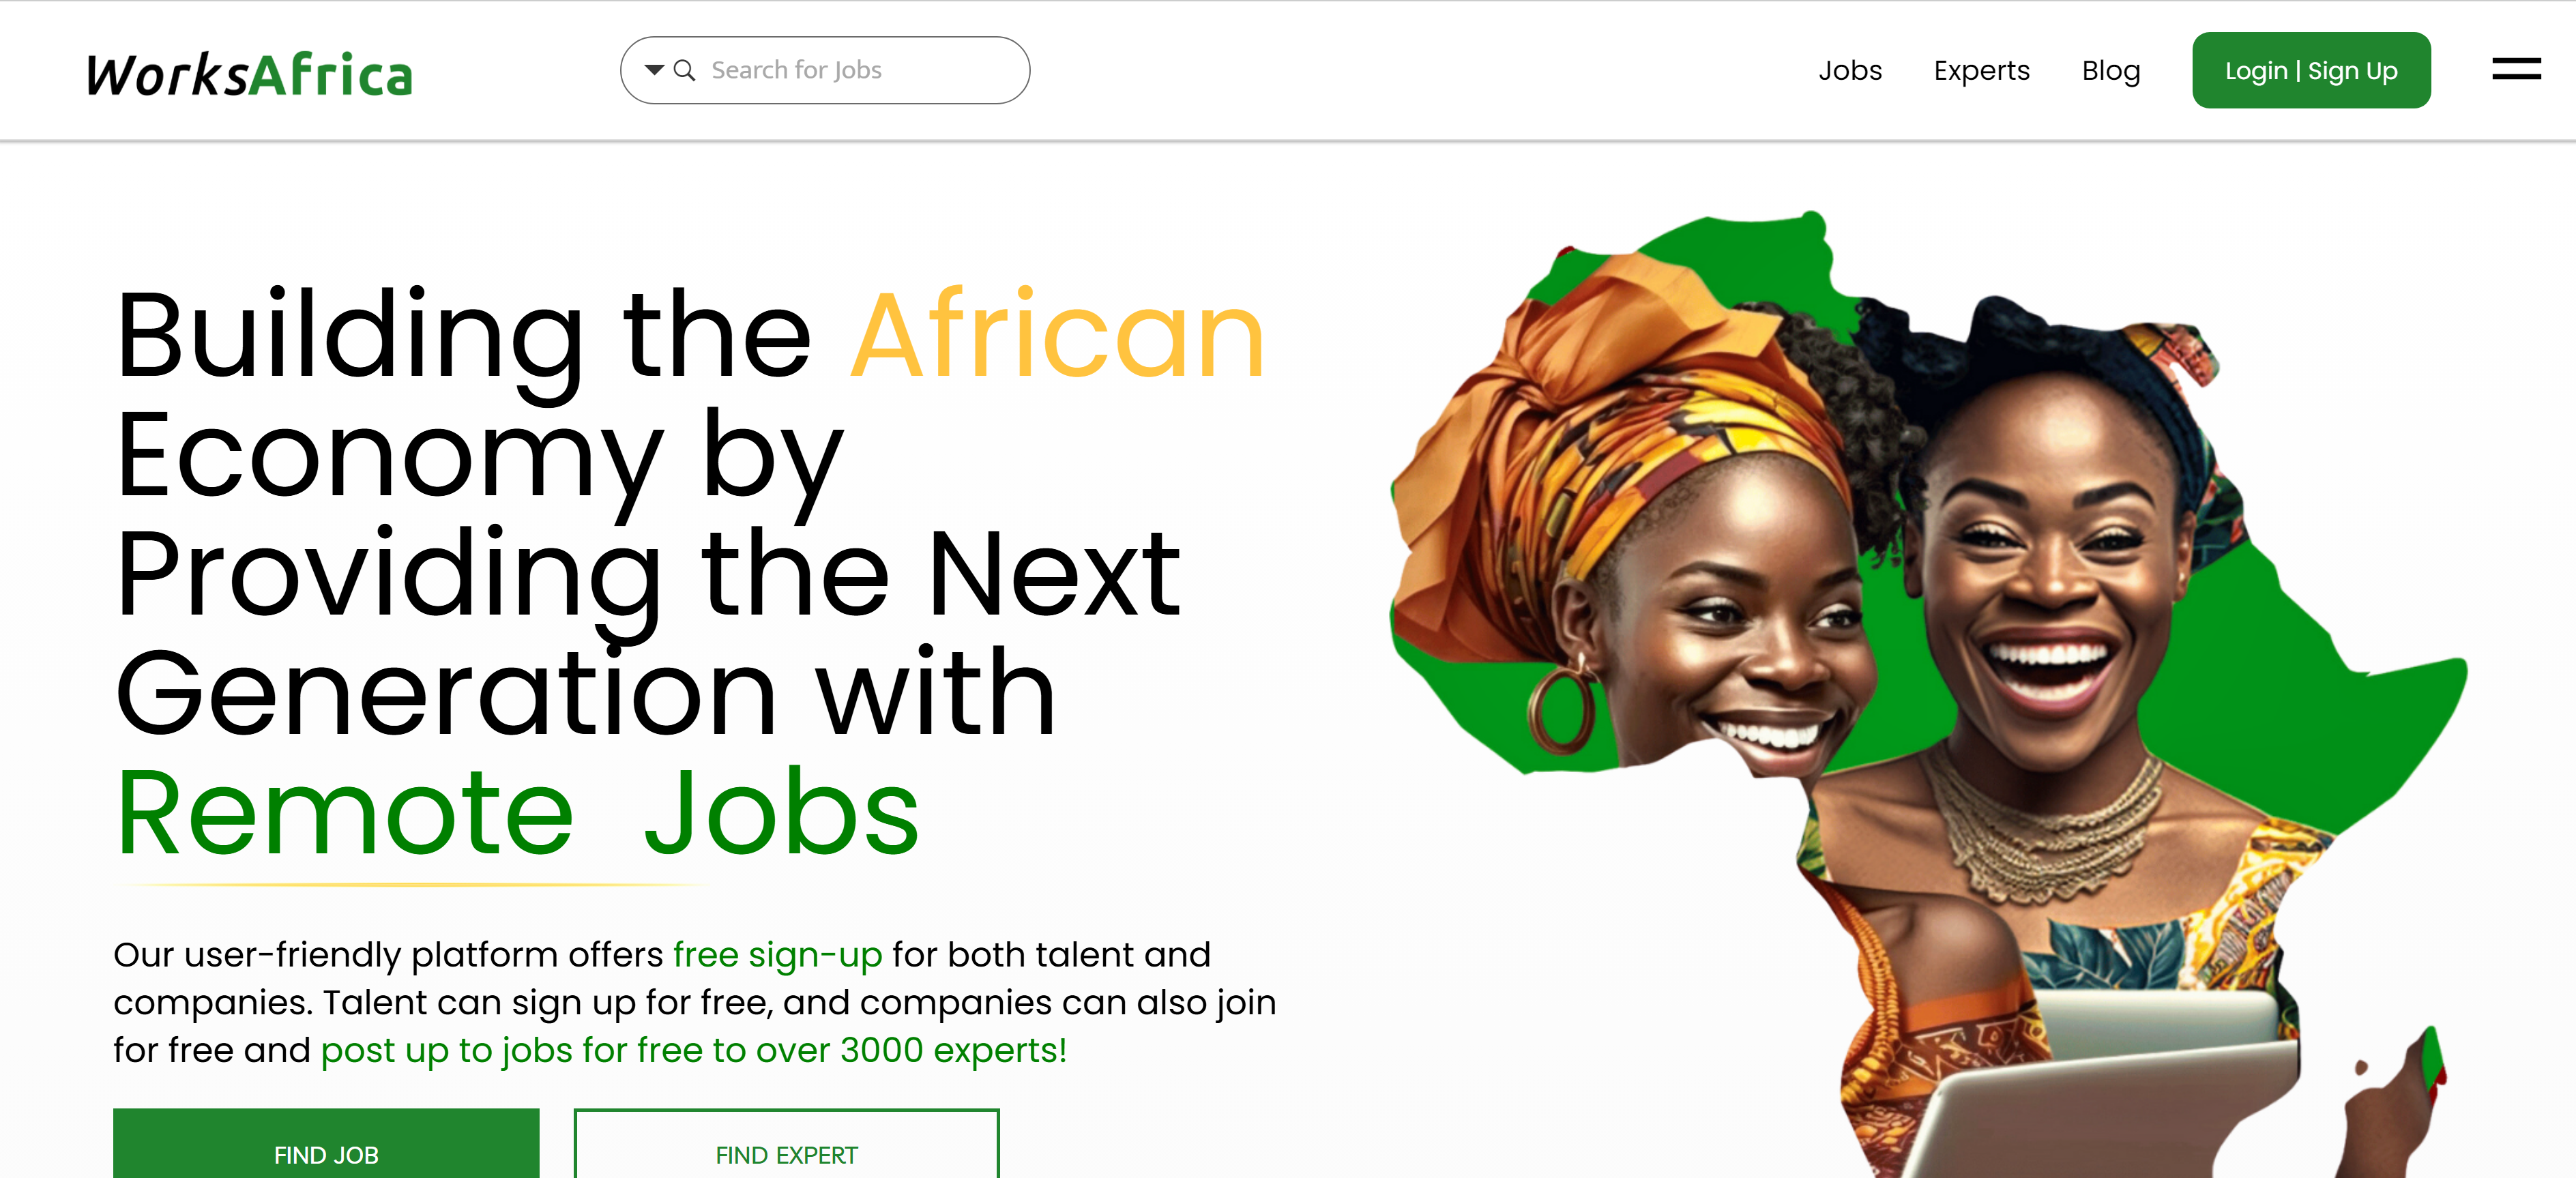 WorksAfrica
Search for Jobs
Jobs
Experts
Blog
Login | Sign Up
Building the African
Economy by
Providing the Next
Generation with
Remote Jobs
Our user-friendly platform offers free sign-up for both talent and
companies. Talent can sign up for free, and companies can also join
for free and post up to jobs for free to over 3000 experts!
FIND JOB
FIND EXPERT